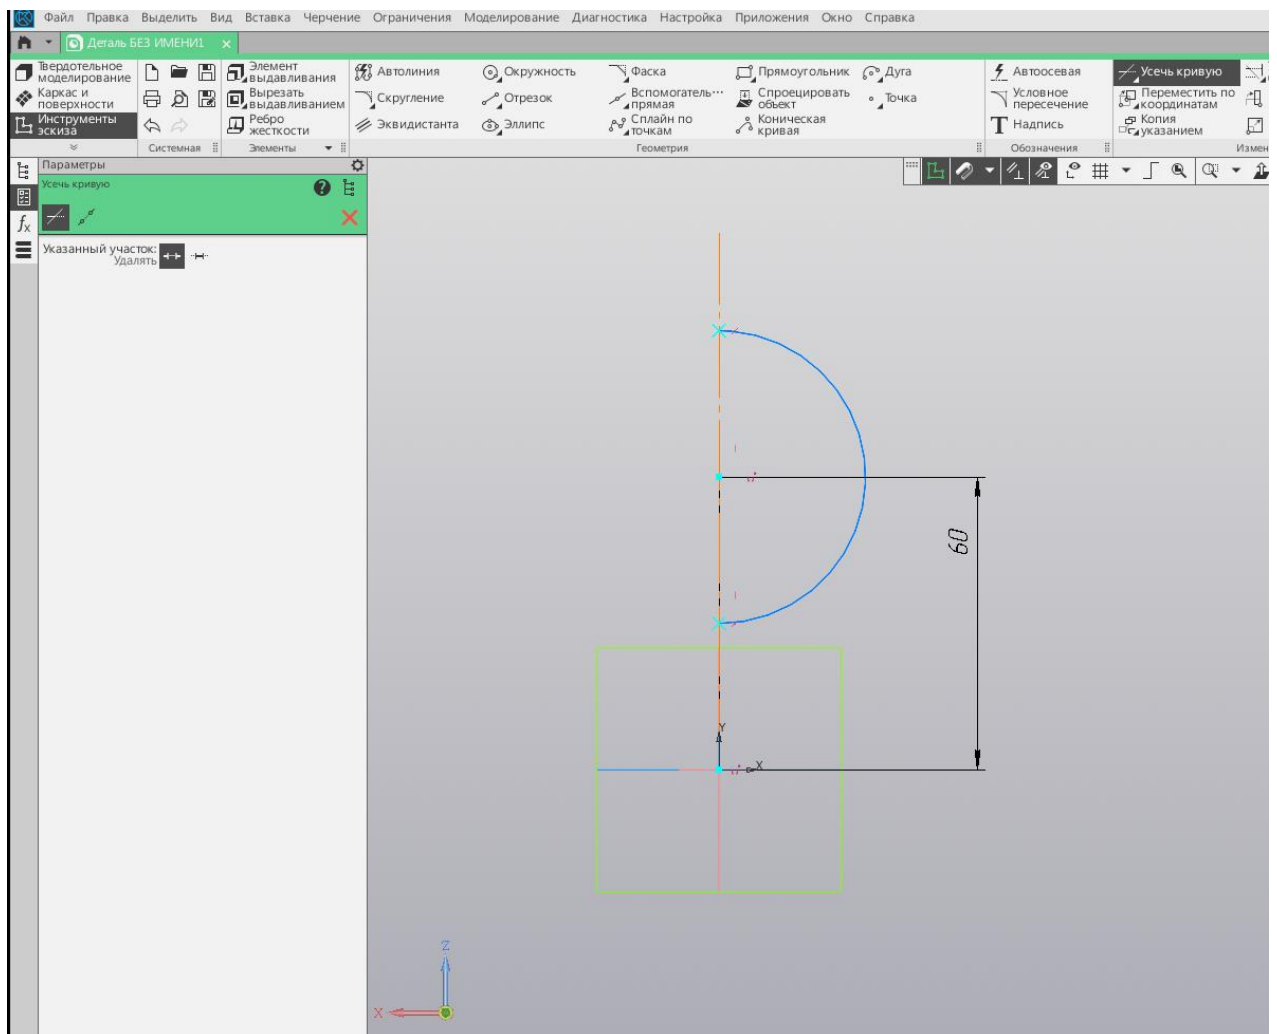 Файл Правка Выделить Вид Вставка Черчение Ограничения Моделирование Диагностика Настройка Приложения Окно Справка
Деталь БЕЗ ИМЕНИ1
Твердотельное моделирование
Элемент выдавливания
Автолиния
Окружность
Фаска
Прямоугольник
Дуга
Автоосевая
Усечь кривую
Каркас и поверхности
Вырезать выдавливанием
Скругление
Отрезок
Вспомогатель··· прямая
Спроецировать объект
Точка
Условное пересечение
Переместить по координатам
Инструменты эскиза
Ребро жесткости
Эквидистанта
Эллипс
Сплайн по точкам
Коническая кривая
Надпись
Копия указанием
Системная
Элементы
Геометрия
Обозначения
Измен
Параметры
Усечь кривую
Указанный участок:
Удалять
60
Y
X
Z
X